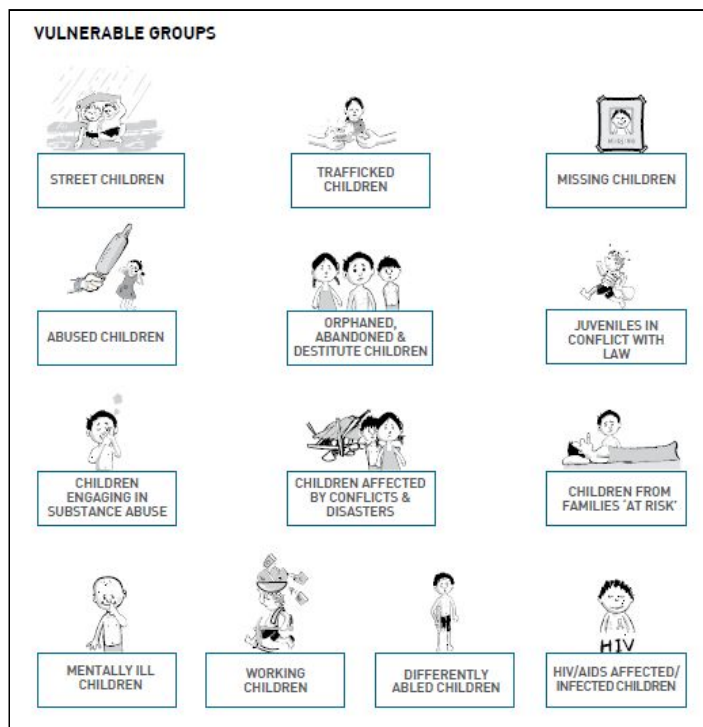 VULNERABLE GROUPS
STREET CHILDREN
TRAFFICKED
CHILDREN
MISSING
MISSING CHILDREN
ABUSED CHILDREN
ORPHANED,
ABANDONED &
DESTITUTE CHILDREN
JUVENILES IN
CONFLICT WITH
LAW
CHILDREN
ENGAGING IN
SUBSTANCE ABUSE
CHILDREN AFFECTED
BY CONFLICTS &
DISASTERS
CHILDREN FROM
FAMILIES ‘AT RISK’
HIV
MENTALLY ILL
CHILDREN
WORKING
CHILDREN
DIFFERENTLY
ABLED CHILDREN
HIV/AIDS AFFECTED/
INFECTED CHILDREN